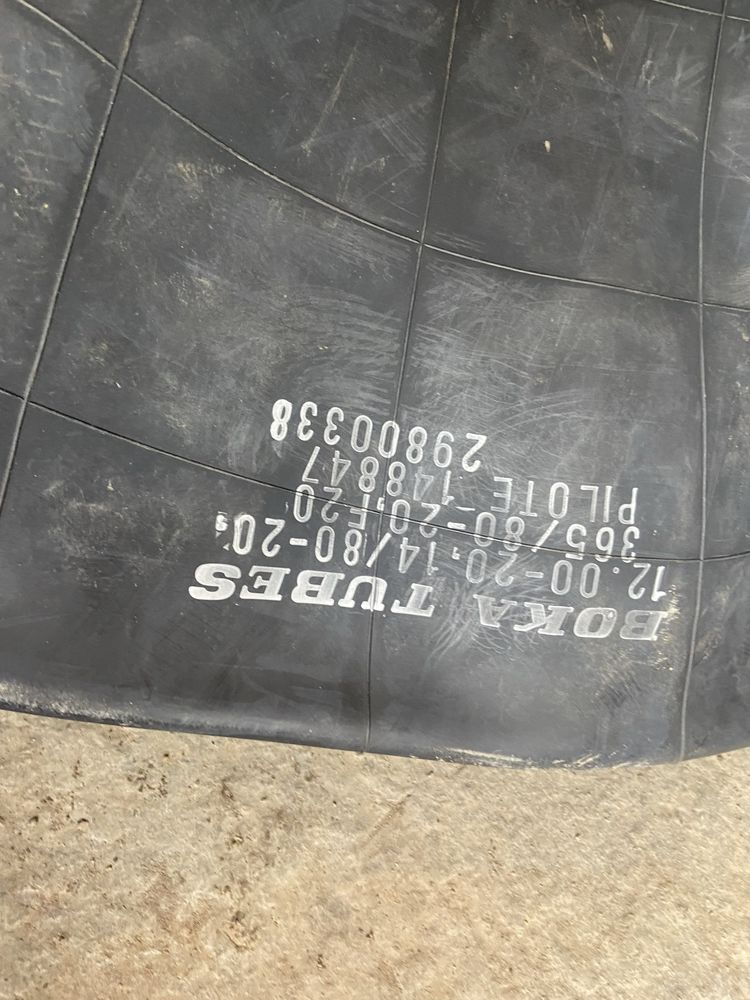 BOKA TUBES
12.00-20,14/80-20,
365/80-20,F20
PILOTE 148847
29800338